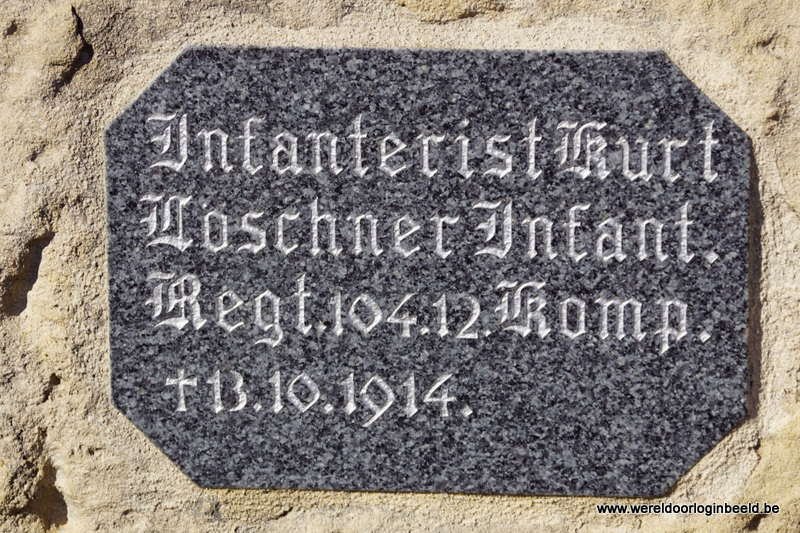 Infanterist Kurt
Löschner Infant.
Regt. 104. 12. Komp.
† 13. 10. 1914.
www.wereldoorloginbeeld.be